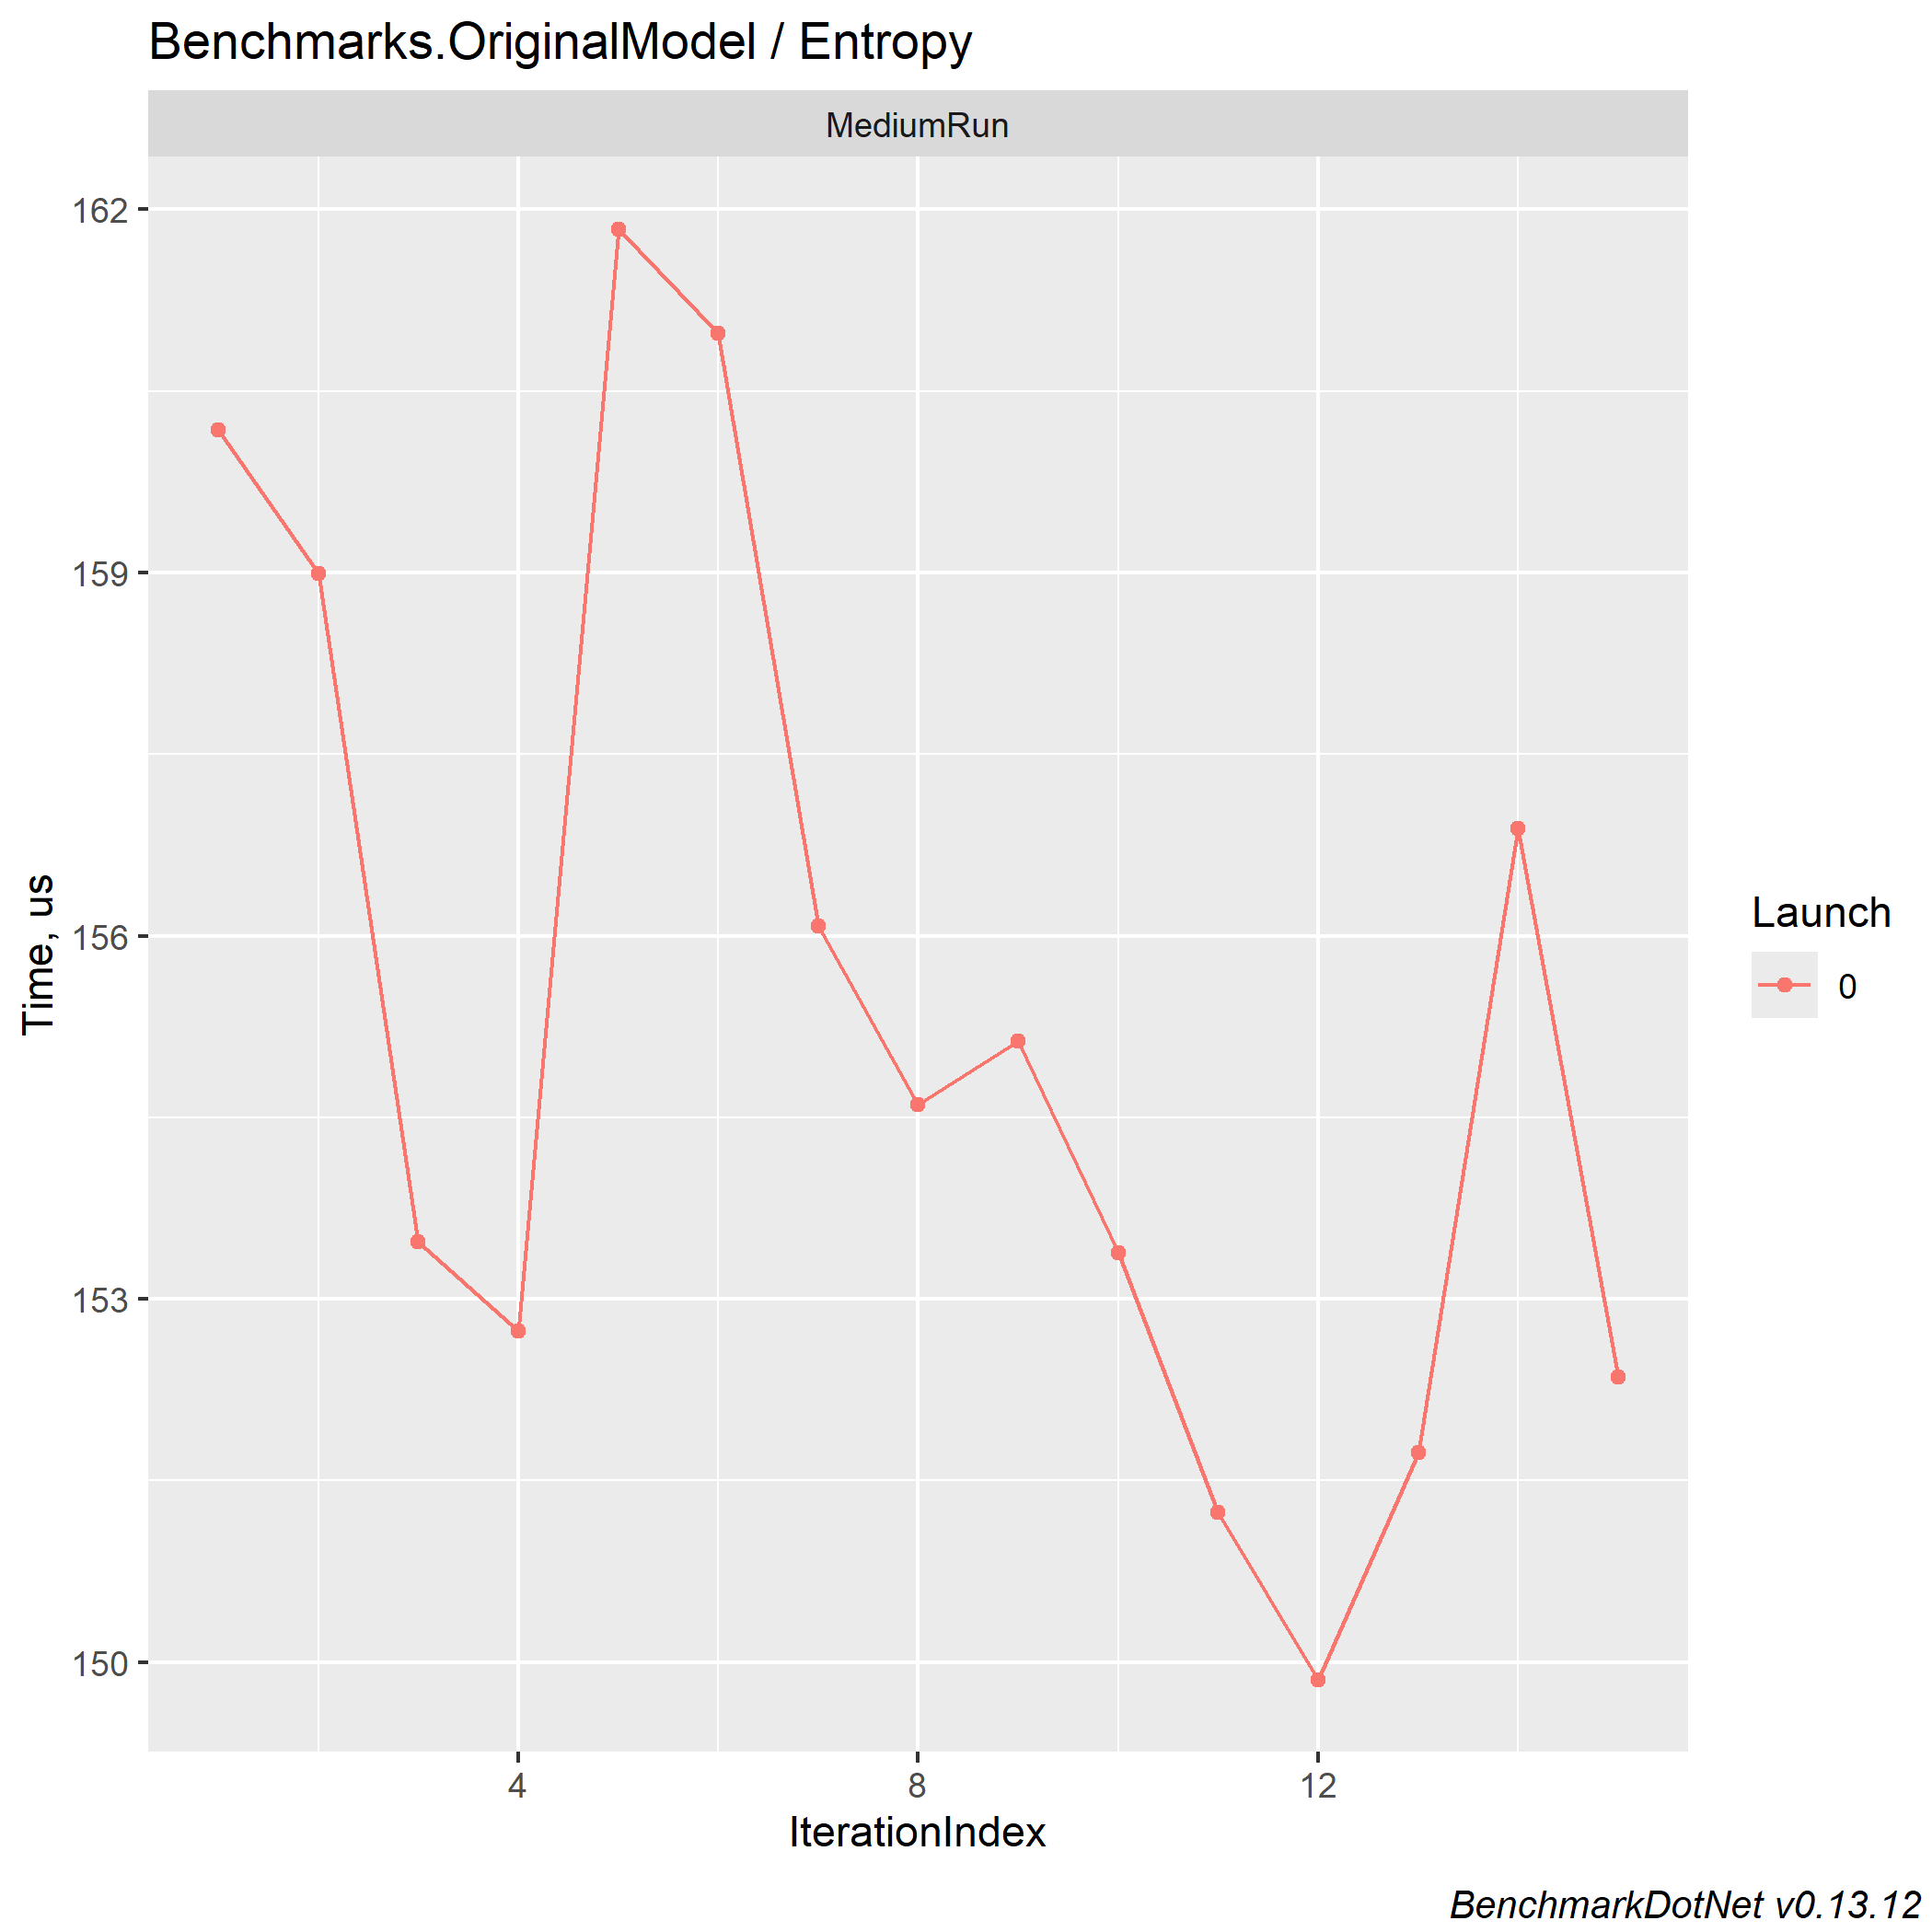 Benchmarks.OriginalModel / Entropy
MediumRun
162
159
156
153
150
Time, us
4
8
12
IterationIndex
Launch
0
BenchmarkDotNet v0.13.12